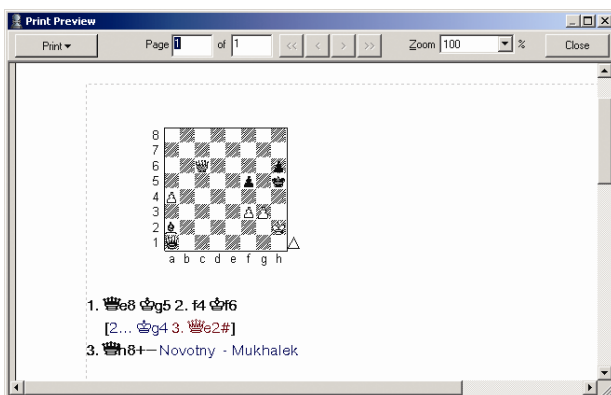 Print Preview
Print Page 1 of 1 << < > >> Zoom 100 % Close
8
7
6
5
4
3
2
1
a b c d e f g h
1. ♛e8 ♚g5 2. f4 ♚f6
[2... ♚g4 3. ♛e2#]
3. ♛h8+− Novotny - Mukhalek